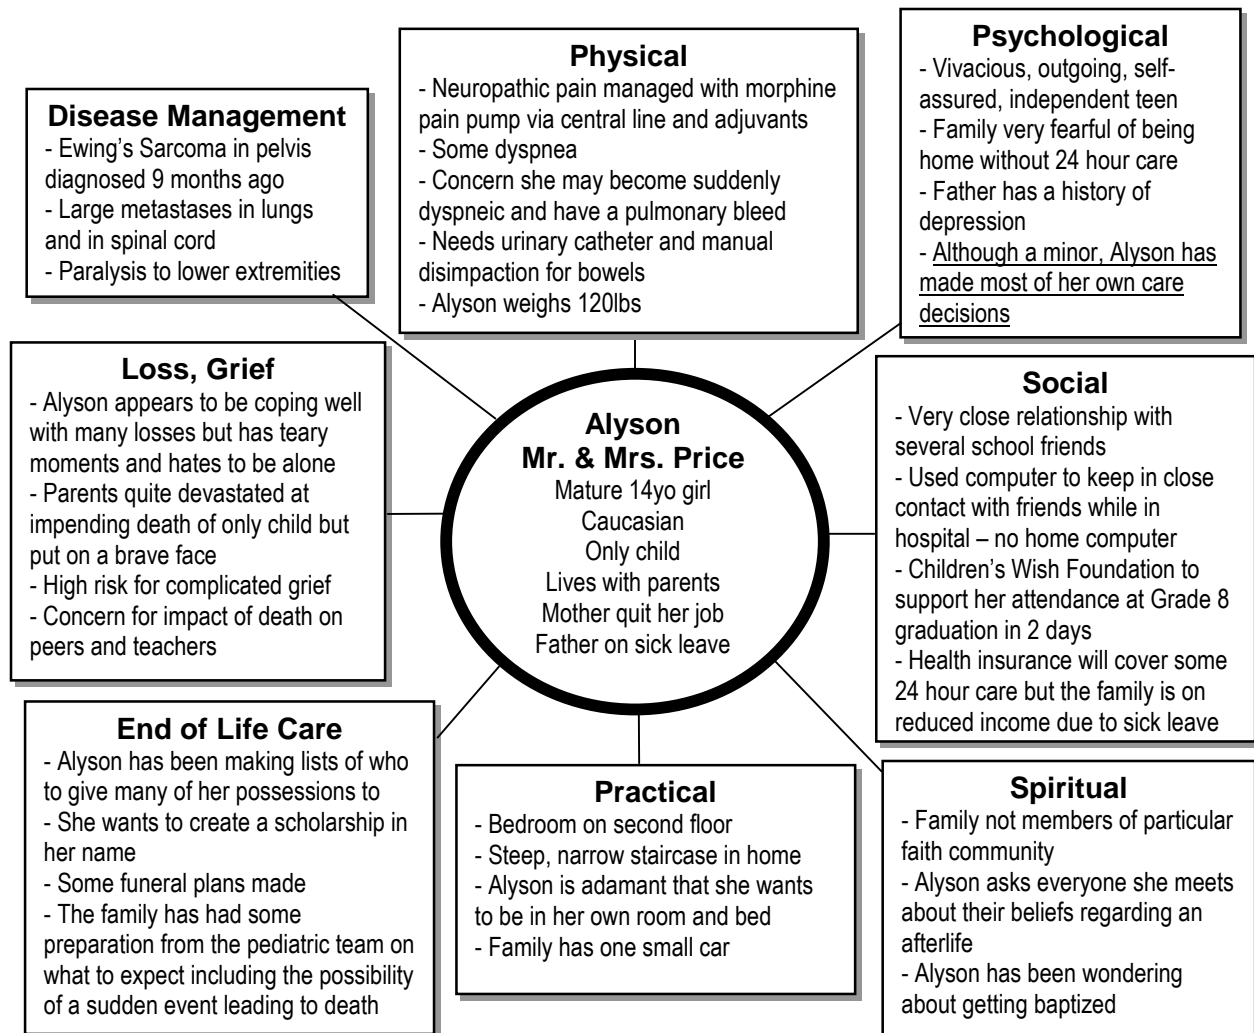 Disease Management
- Ewing’s Sarcoma in pelvis
diagnosed 9 months ago
- Large metastases in lungs
and in spinal cord
- Paralysis to lower extremities
Physical
- Neuropathic pain managed with morphine
pain pump via central line and adjuvants
- Some dyspnea
- Concern she may become suddenly
dyspneic and have a pulmonary bleed
- Needs urinary catheter and manual
disimpaction for bowels
- Alyson weighs 120lbs
Psychological
- Vivacious, outgoing, self-
assured, independent teen
- Family very fearful of being
home without 24 hour care
- Father has a history of
depression
- Although a minor, Alyson has
made most of her own care
decisions
Loss, Grief
- Alyson appears to be coping well
with many losses but has teary
moments and hates to be alone
- Parents quite devastated at
impending death of only child but
put on a brave face
- High risk for complicated grief
- Concern for impact of death on
peers and teachers
Alyson
Mr. & Mrs. Price
Mature 14yo girl
Caucasian
Only child
Lives with parents
Mother quit her job
Father on sick leave
Social
- Very close relationship with
several school friends
- Used computer to keep in close
contact with friends while in
hospital – no home computer
- Children’s Wish Foundation to
support her attendance at Grade 8
graduation in 2 days
- Health insurance will cover some
24 hour care but the family is on
reduced income due to sick leave
End of Life Care
- Alyson has been making lists of who
to give many of her possessions to
- She wants to create a scholarship in
her name
- Some funeral plans made
- The family has had some
preparation from the pediatric team on
what to expect including the possibility
of a sudden event leading to death
Practical
- Bedroom on second floor
- Steep, narrow staircase in home
- Alyson is adamant that she wants
to be in her own room and bed
- Family has one small car
Spiritual
- Family not members of particular
faith community
- Alyson asks everyone she meets
about their beliefs regarding an
afterlife
- Alyson has been wondering
about getting baptized